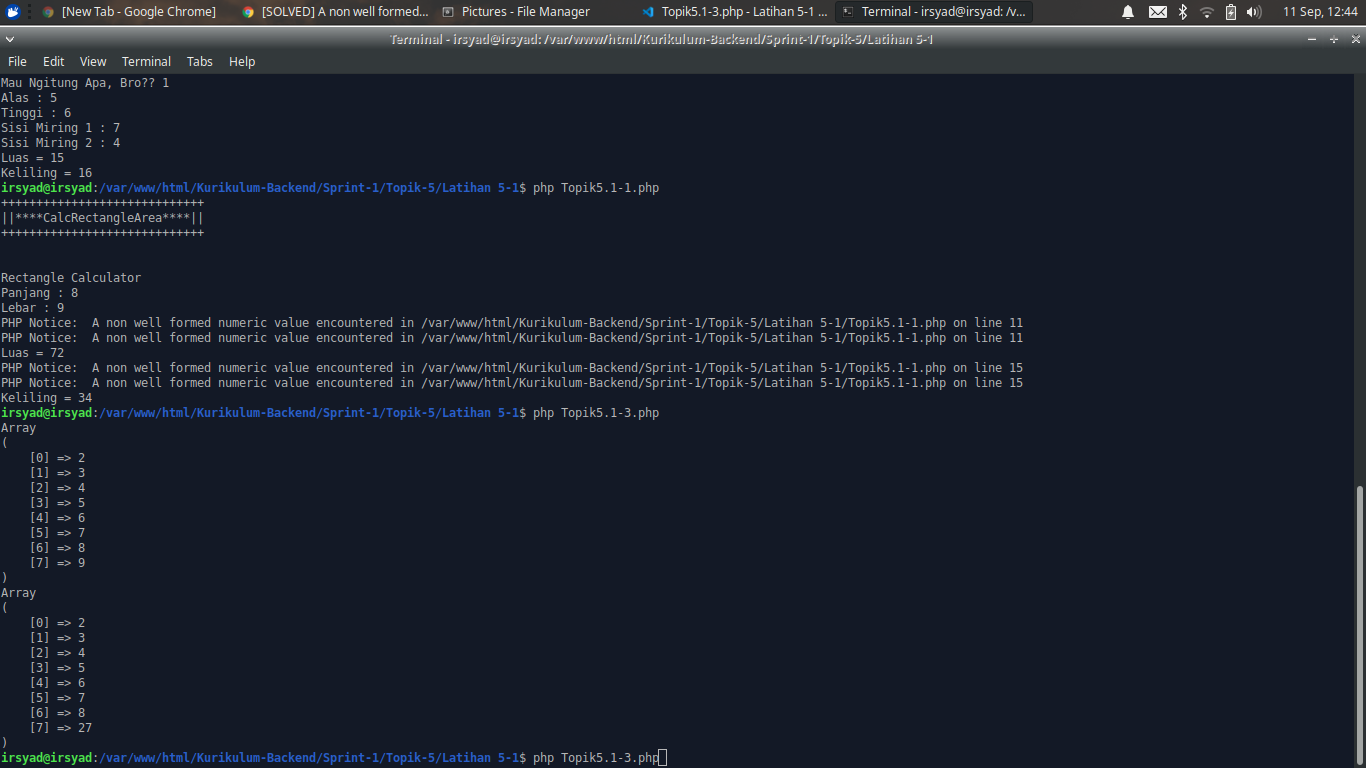 [New Tab - Google Chrome] [SOLVED] A non well formed... Pictures - File Manager Topik5.1-3.php - Latihan 5-1 ... Terminal - irsyad@irsyad: /v... 11 Sep, 12:44
Terminal - irsyad@irsyad: /var/www/html/Kurikulum-Backend/Sprint-1/Topik-5/Latihan 5-1
File Edit View Terminal Tabs Help
Mau Ngitung Apa, Bro?? 1
Alas : 5
Tinggi : 6
Sisi Miring 1 : 7
Sisi Miring 2 : 4
Luas = 15
Keliling = 16
irsyad@irsyad:/var/www/html/Kurikulum-Backend/Sprint-1/Topik-5/Latihan 5-1$ php Topik5.1-1.php
+++++++++++++++++++++++++++++
||****CalcRectangleArea****||
+++++++++++++++++++++++++++++
Rectangle Calculator
Panjang : 8
Lebar : 9
PHP Notice:  A non well formed numeric value encountered in /var/www/html/Kurikulum-Backend/Sprint-1/Topik-5/Latihan 5-1/Topik5.1-1.php on line 11
PHP Notice:  A non well formed numeric value encountered in /var/www/html/Kurikulum-Backend/Sprint-1/Topik-5/Latihan 5-1/Topik5.1-1.php on line 11
Luas = 72
PHP Notice:  A non well formed numeric value encountered in /var/www/html/Kurikulum-Backend/Sprint-1/Topik-5/Latihan 5-1/Topik5.1-1.php on line 15
PHP Notice:  A non well formed numeric value encountered in /var/www/html/Kurikulum-Backend/Sprint-1/Topik-5/Latihan 5-1/Topik5.1-1.php on line 15
Keliling = 34
irsyad@irsyad:/var/www/html/Kurikulum-Backend/Sprint-1/Topik-5/Latihan 5-1$ php Topik5.1-3.php
Array
(
    [0] => 2
    [1] => 3
    [2] => 4
    [3] => 5
    [4] => 6
    [5] => 7
    [6] => 8
    [7] => 9
)
Array
(
    [0] => 2
    [1] => 3
    [2] => 4
    [3] => 5
    [4] => 6
    [5] => 7
    [6] => 8
    [7] => 27
)
irsyad@irsyad:/var/www/html/Kurikulum-Backend/Sprint-1/Topik-5/Latihan 5-1$ php Topik5.1-3.php